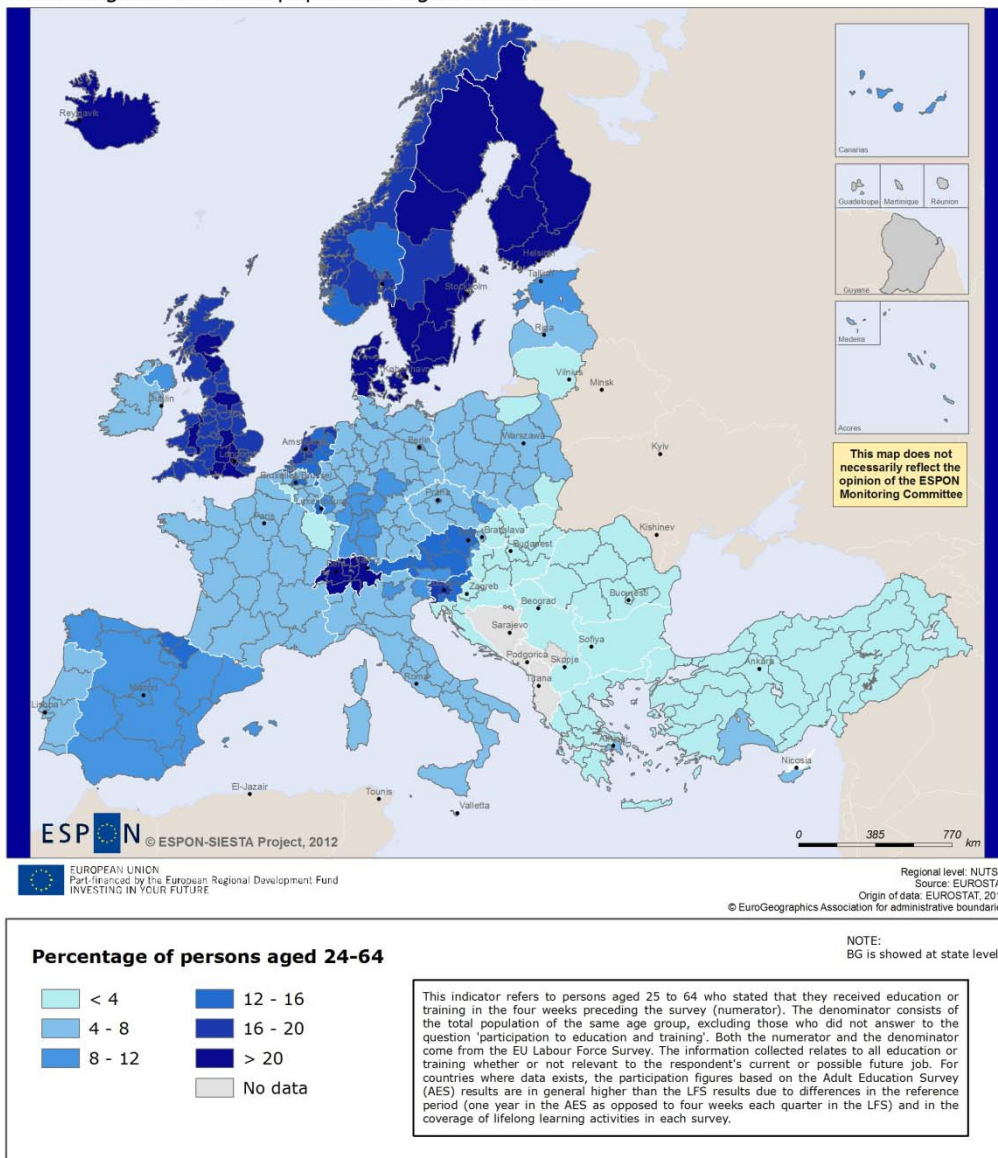 Reykjavik
Canarias
Guadeloupe
Martinique
Réunion
Guyane
Madeira
Acores
This map does not
necessarily reflect the
opinion of the ESPON
Monitoring Committee
Helsinki
Tallinn
Stockholm
Riga
København
Vilnius
Minsk
Dublin
London
Berlin
Warszawa
Kyiv
Praha
Paris
Bratislava
Budapest
Kishinev
Zagreb
Beograd
Bucuresti
Sarajevo
Sofiya
Podgorica
Skopje
Tirana
Ankara
Roma
Madrid
Lisboa
Athinai
Nicosia
El-Jazair
Tounis
Valletta
ESPON © ESPON-SIESTA Project, 2012
0 385 770
km
EUROPEAN UNION
Part-financed by the European Regional Development Fund
INVESTING IN YOUR FUTURE
Regional level: NUTS
Source: EUROSTA
Origin of data: EUROSTAT, 201
© EuroGeographics Association for administrative boundarie
Percentage of persons aged 24-64
NOTE:
BG is showed at state level
< 4
4 - 8
8 - 12
12 - 16
16 - 20
> 20
No data
This indicator refers to persons aged 25 to 64 who stated that they received education or
training in the four weeks preceding the survey (numerator). The denominator consists of
the total population of the same age group, excluding those who did not answer to the
question 'participation to education and training'. Both the numerator and the denominator
come from the EU Labour Force Survey. The information collected relates to all education or
training whether or not relevant to the respondent's current or possible future job. For
countries where data exists, the participation figures based on the Adult Education Survey
(AES) results are in general higher than the LFS results due to differences in the reference
period (one year in the AES as opposed to four weeks each quarter in the LFS) and in the
coverage of lifelong learning activities in each survey.